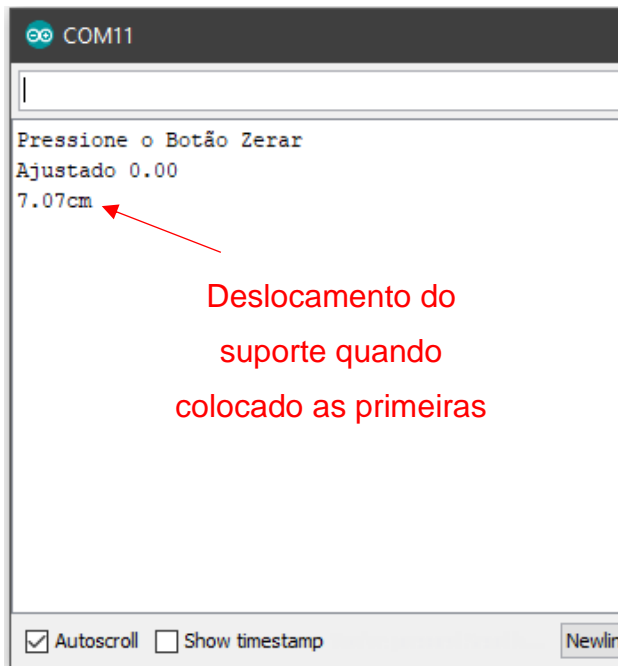 COM11
Pressione o Botão Zerar
Ajustado 0.00
7.07cm
Deslocamento do
suporte quando
colocado as primeiras
Autoscroll Show timestamp